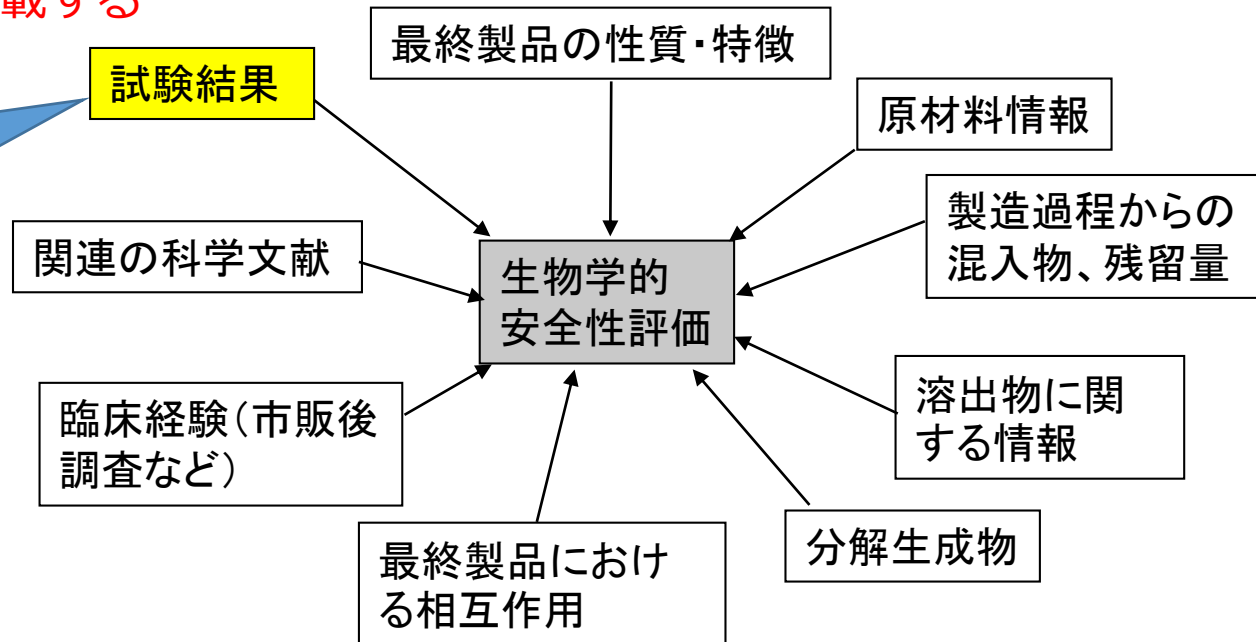 載する
最終製品の性質・特徴
試験結果
原材料情報
製造過程からの
混入物、残留量
関連の科学文献
生物学的
安全性評価
溶出物に関
する情報
臨床経験（市販後
調査など）
分解生成物
最終製品におけ
る相互作用